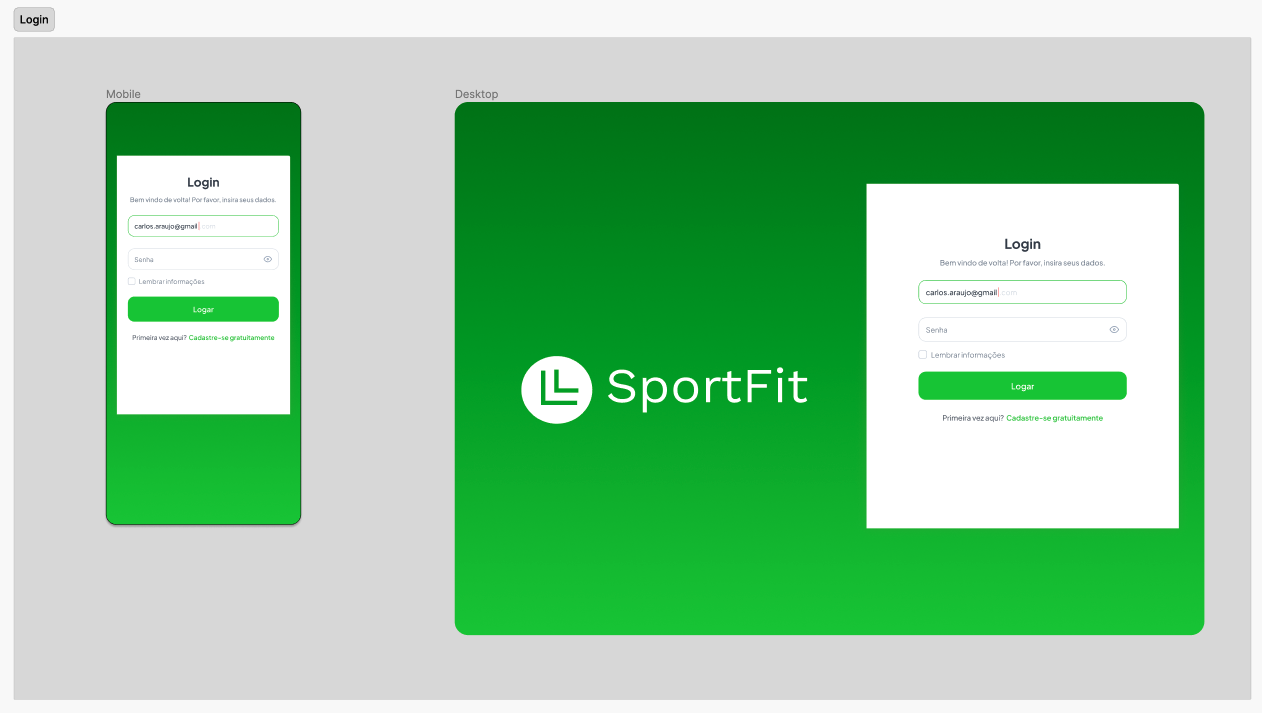 Login
Mobile
Login
Bem vindo de volta! Por favor, insira seus dados.
carlos.araujo@gmail.com
Senha
Lembrar informações
Logar
Primeira vez aqui? Cadastre-se gratuitamente
Desktop
SportFit
Login
Bem vindo de volta! Por favor, insira seus dados.
carlos.araujo@gmail.com
Senha
Lembrar informações
Logar
Primeira vez aqui? Cadastre-se gratuitamente